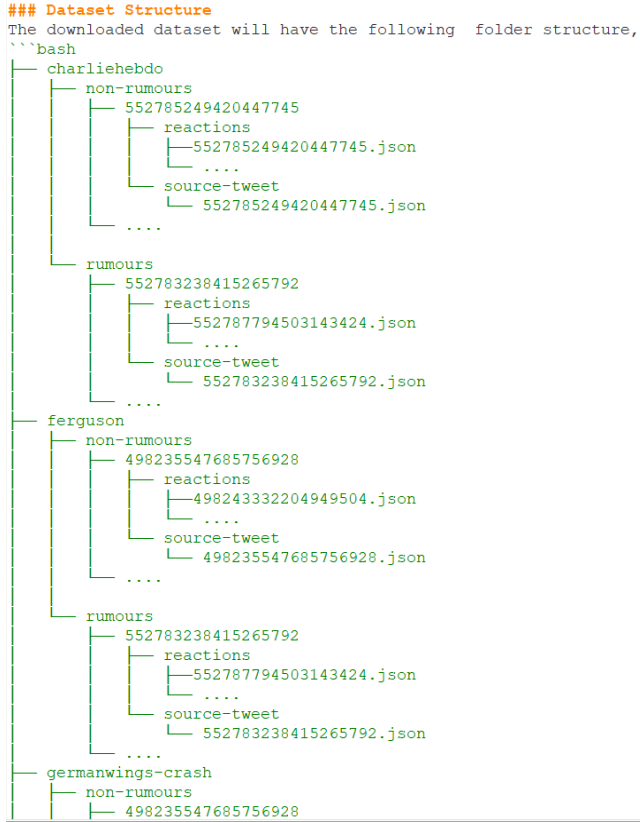 ### Dataset Structure
The downloaded dataset will have the following  folder structure,
```bash
├── charliehebdo
│   ├── non-rumours
│   │   ├── 552785249420447745
│   │   │   ├── reactions
│   │   │   │   ├──552785249420447745.json
│   │   │   │   └── ....
│   │   │   └── source-tweet
│   │   │       └── 552785249420447745.json
│   │   └── ....
│   │
│   └── rumours
│       ├── 552783238415265792
│       │   ├── reactions
│       │   │   ├──552787794503143424.json
│       │   │   └── ....
│       │   └── source-tweet
│       │       └── 552783238415265792.json
│       └── ....
├── ferguson
│   ├── non-rumours
│   │   ├── 498235547685756928
│   │   │   ├── reactions
│   │   │   │   ├──498243332204949504.json
│   │   │   │   └── ....
│   │   │   └── source-tweet
│   │   │       └── 498235547685756928.json
│   │   └── ....
│   │
│   └── rumours
│       ├── 552783238415265792
│       │   ├── reactions
│       │   │   ├──552787794503143424.json
│       │   │   └── ....
│       │   └── source-tweet
│       │       └── 552783238415265792.json
│       └── ....
├── germanwings-crash
│   ├── non-rumours
│   │   ├── 498235547685756928